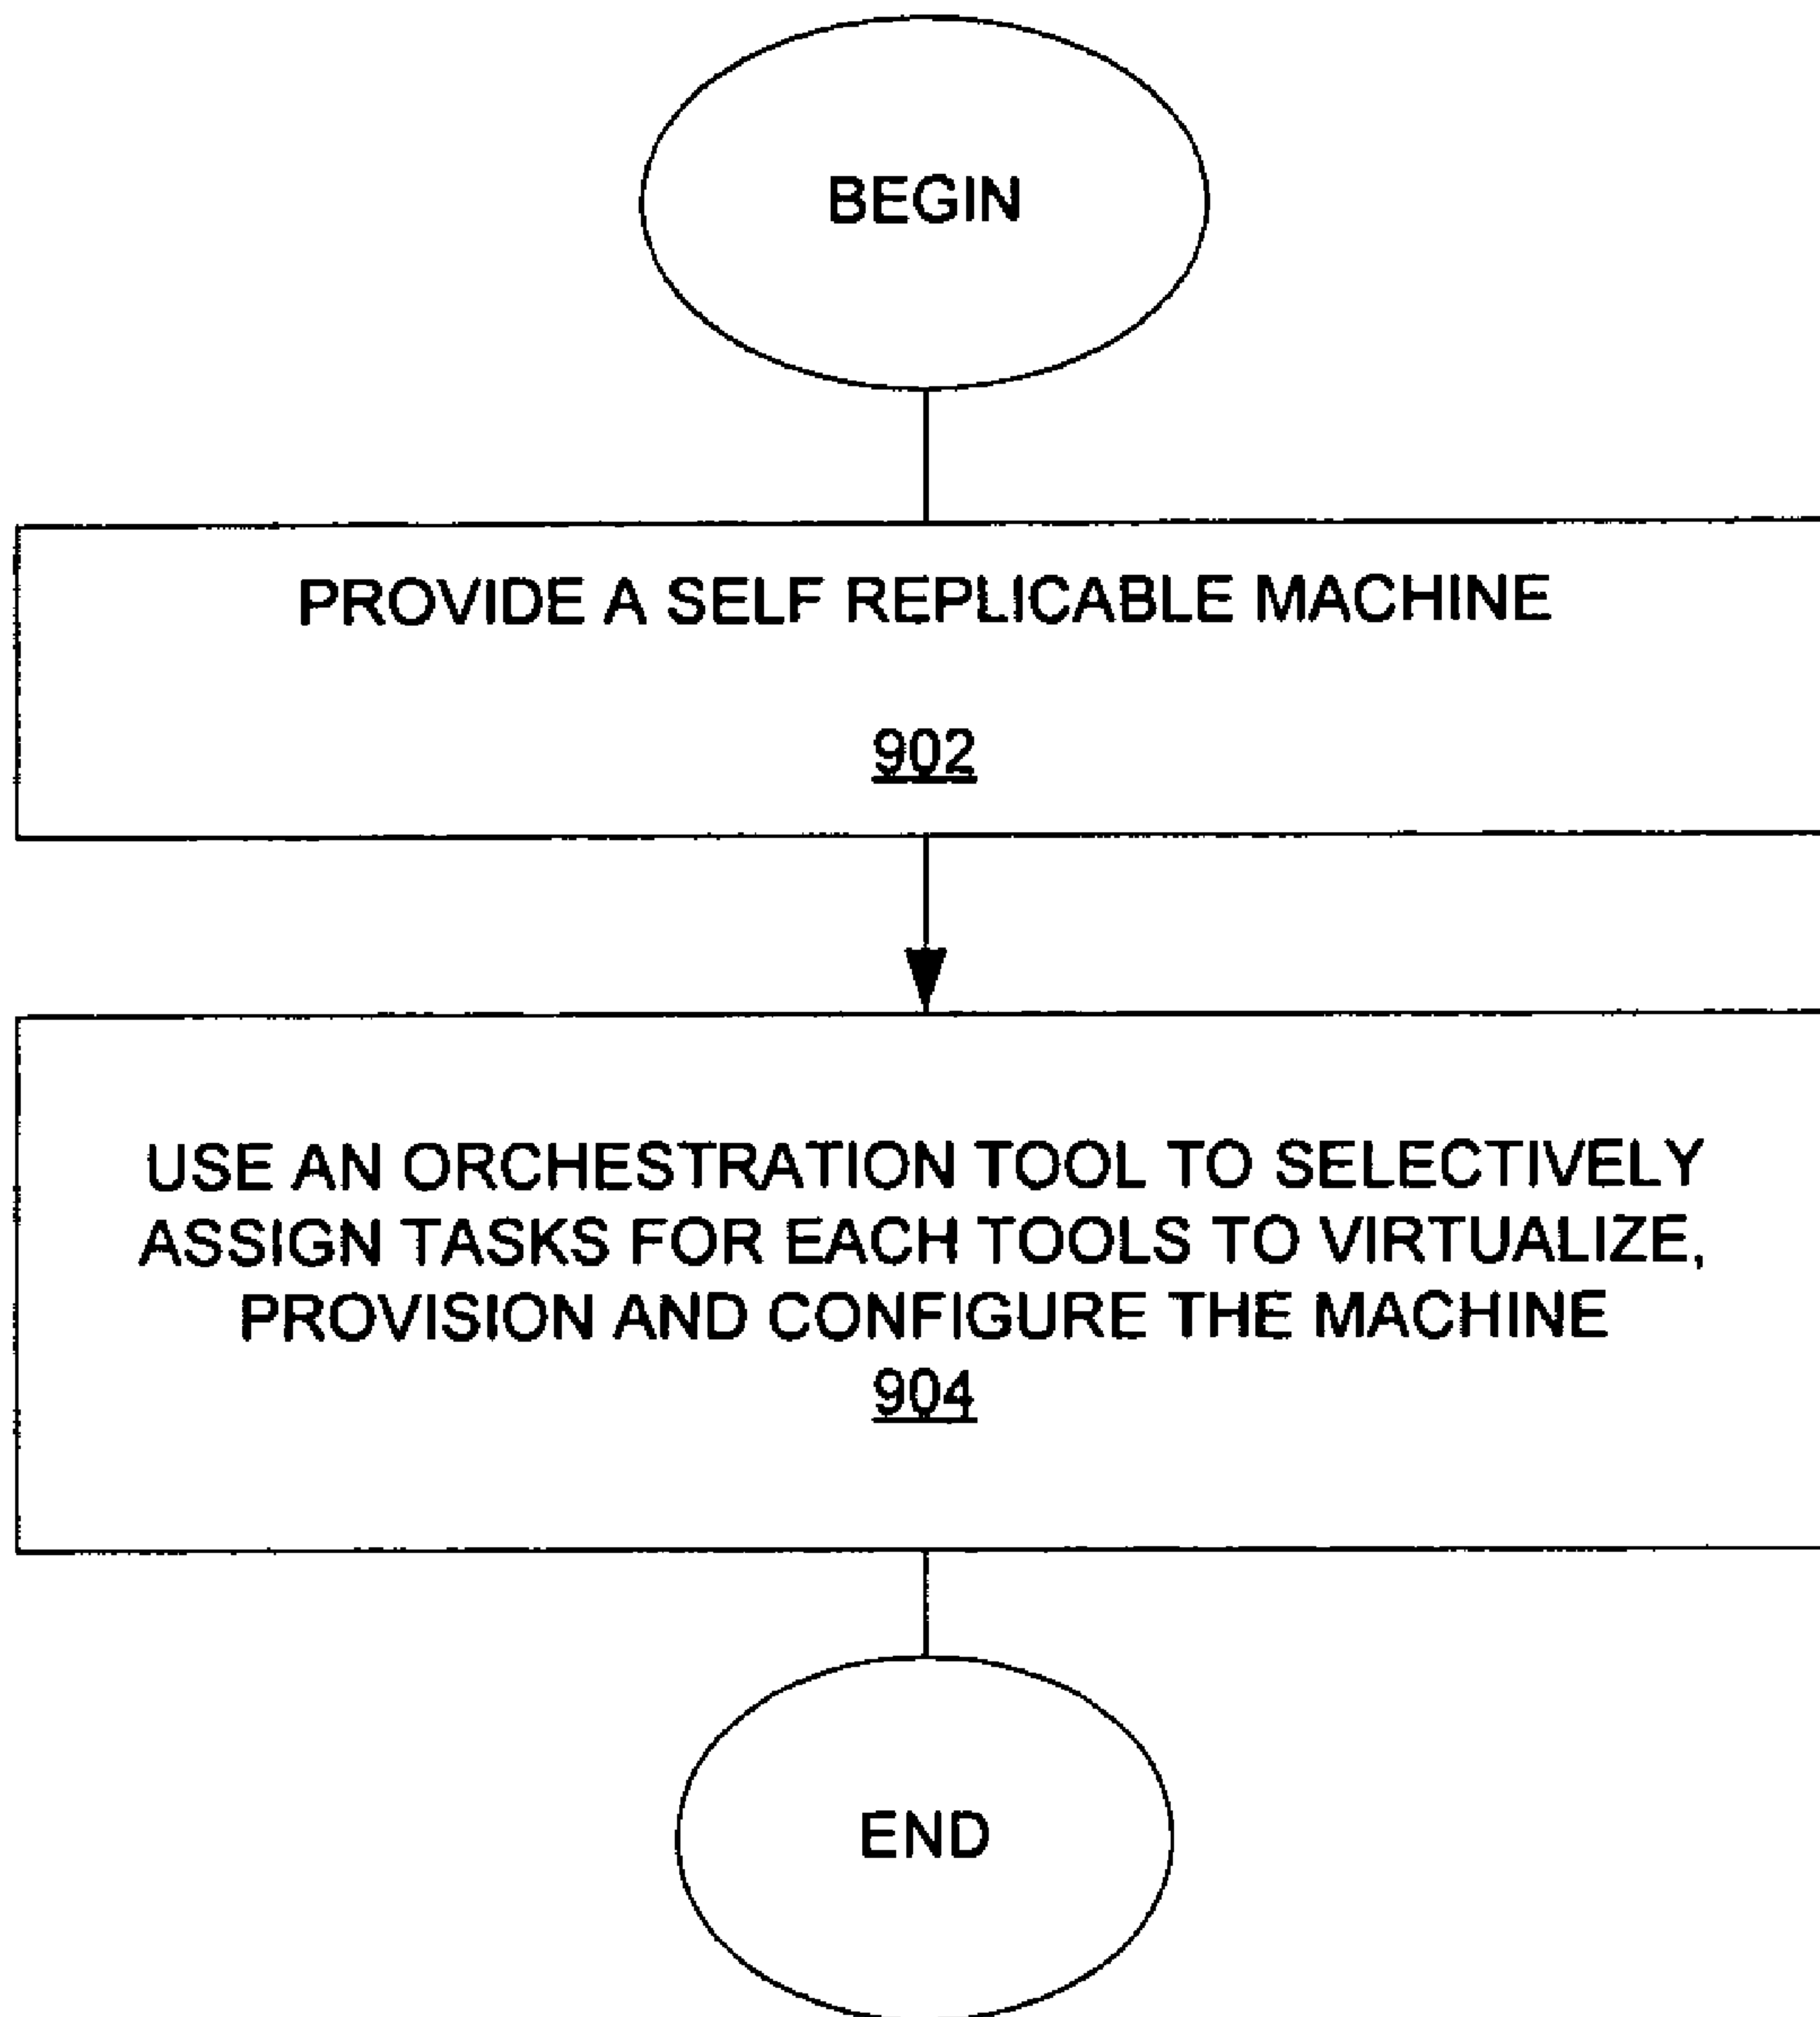 BEGIN
PROVIDE A SELF REPLICABLE MACHINE
902
USE AN ORCHESTRATION TOOL TO SELECTIVELY
ASSIGN TASKS FOR EACH TOOLS TO VIRTUALIZE,
PROVISION AND CONFIGURE THE MACHINE
904
END